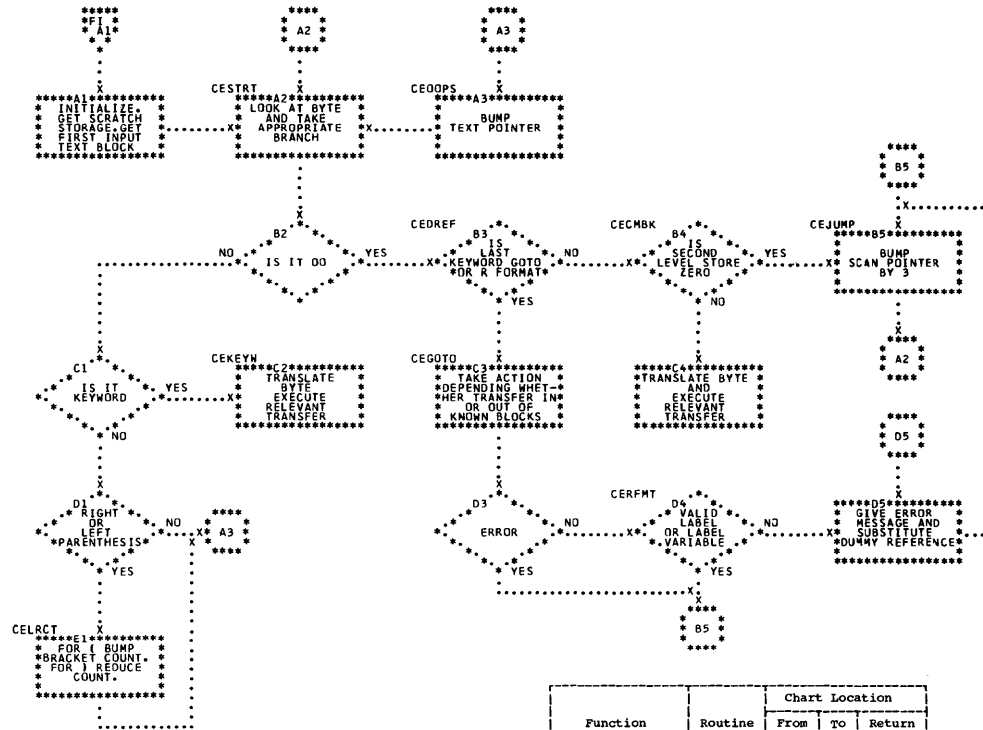 FI
A1
A2
A3
CESTRT
CEOOPS
A1
INITIALIZE.
GET SCRATCH
STORAGE.GET
FIRST INPUT
TEXT BLOCK
A2
LOOK AT BYTE
AND TAKE
APPROPRIATE
BRANCH
A3
BUMP
TEXT POINTER
B5
B2
IS IT DO
NO
YES
CEDREF
B3
IS
LAST
KEYWORD GOTO
OR R FORMAT
NO
YES
CECMBK
B4
IS
SECOND
LEVEL STORE
ZERO
YES
NO
CEJUMP
B5
BUMP
SCAN POINTER
BY 3
A2
C1
IS IT
KEYWORD
YES
NO
CEKEYW
C2
TRANSLATE
BYTE
EXECUTE
RELEVANT
TRANSFER
CEGOTO
C3
TAKE ACTION
DEPENDING WHET-
HER TRANSFER IN
OR OUT OF
KNOWN BLOCKS
C4
TRANSLATE BYTE
AND
EXECUTE
RELEVANT
TRANSFER
D5
D1
RIGHT
OR
LEFT
PARENTHESIS
NO
YES
A3
D3
ERROR
NO
YES
CERFMT
D4
VALID
LABEL
OR LABEL
VARIABLE
NO
YES
D5
GIVE ERROR
MESSAGE AND
SUBSTITUTE
DUMMY REFERENCE
B5
CELRCT
E1
FOR ( BUMP
BRACKET COUNT.
FOR ) REDUCE
COUNT.
Chart Location
Function
Routine
From
To
Return